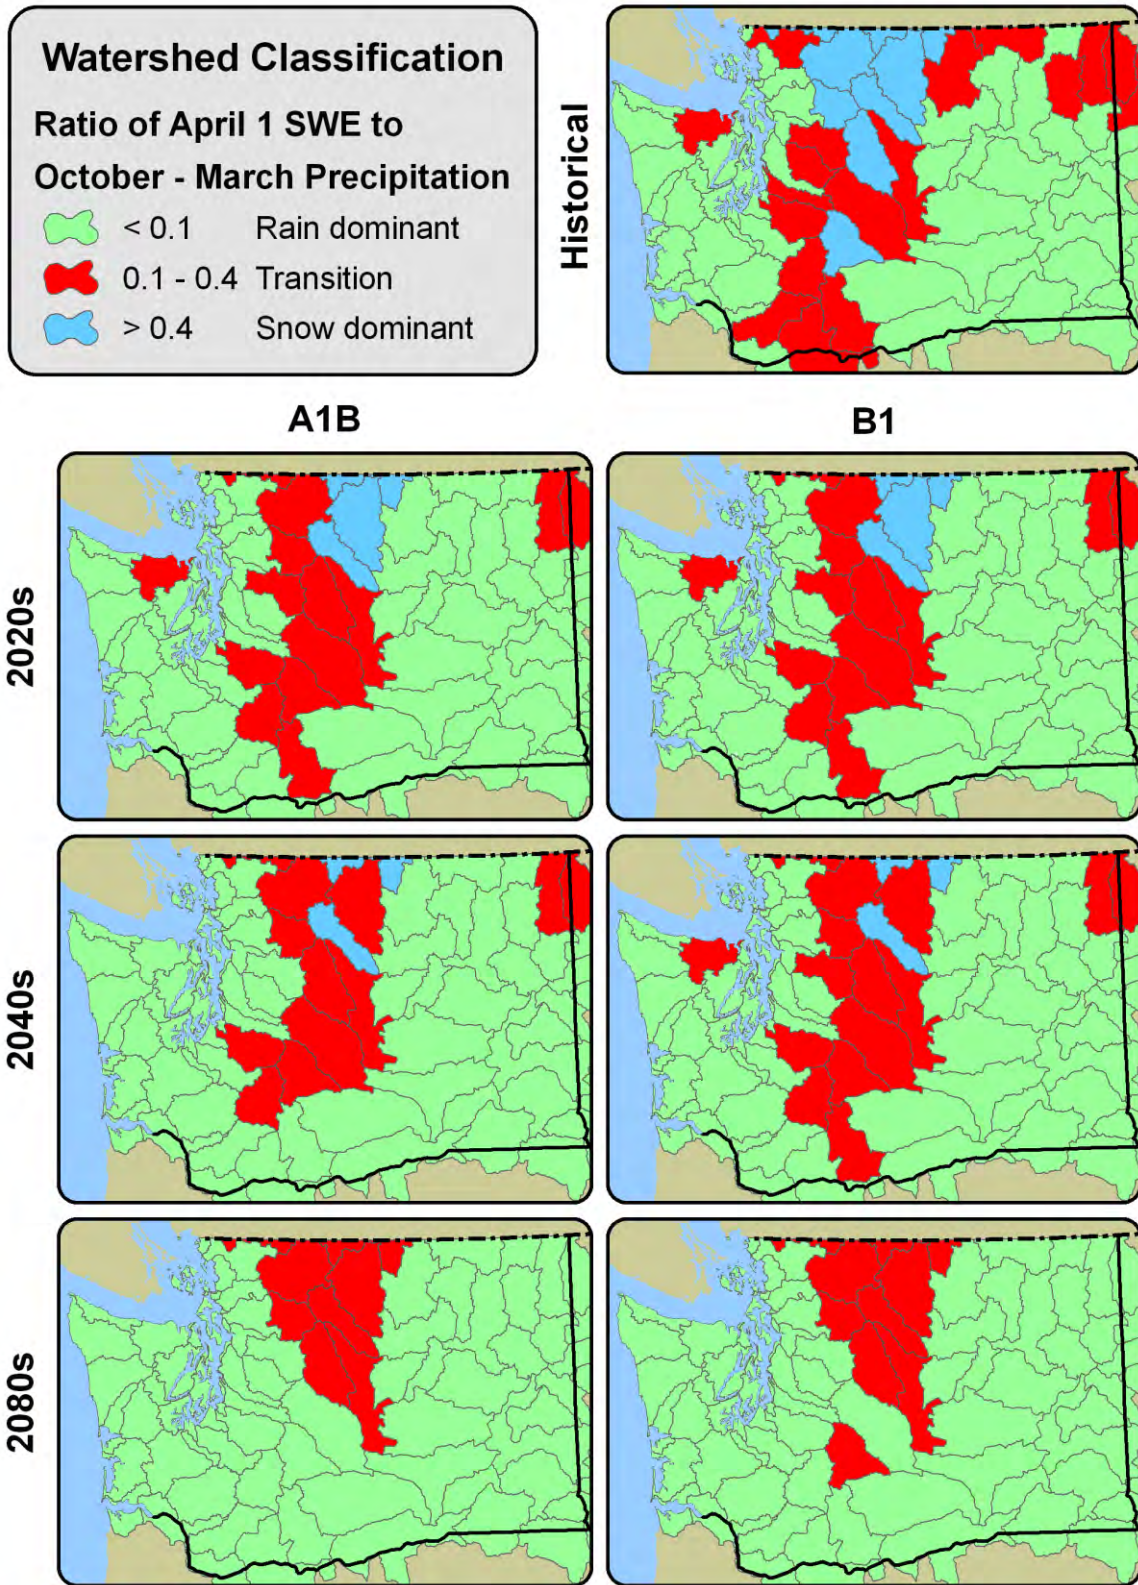 Watershed Classification
Ratio of April 1 SWE to
October - March Precipitation
< 0.1 Rain dominant
0.1 - 0.4 Transition
> 0.4 Snow dominant
Historical
A1B
B1
2020s
2040s
2080s